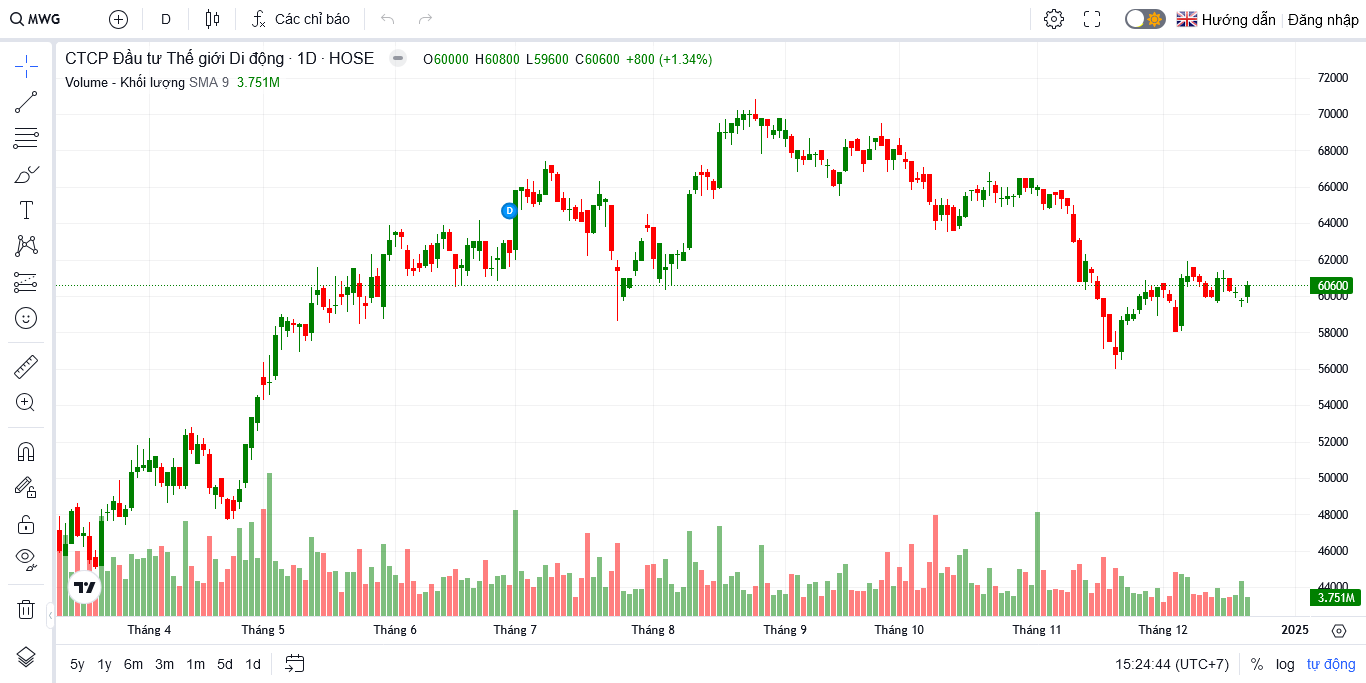 MWG D Các chỉ báo Hướng dẫn Đăng nhập
CTCP Đầu tư Thế giới Di động · 1D · HOSE O60000 H60800 L59600 C60600 +800 (+1.34%)
Volume - Khối lượng SMA 9 3.751M
72000
70000
68000
66000
64000
D
62000
60600
60000
58000
56000
54000
52000
50000
48000
46000
44000
3.751M
Tháng 4 Tháng 5 Tháng 6 Tháng 7 Tháng 8 Tháng 9 Tháng 10 Tháng 11 Tháng 12 2025
5y 1y 6m 3m 1m 5d 1d 15:24:44 (UTC+7) % log tự động